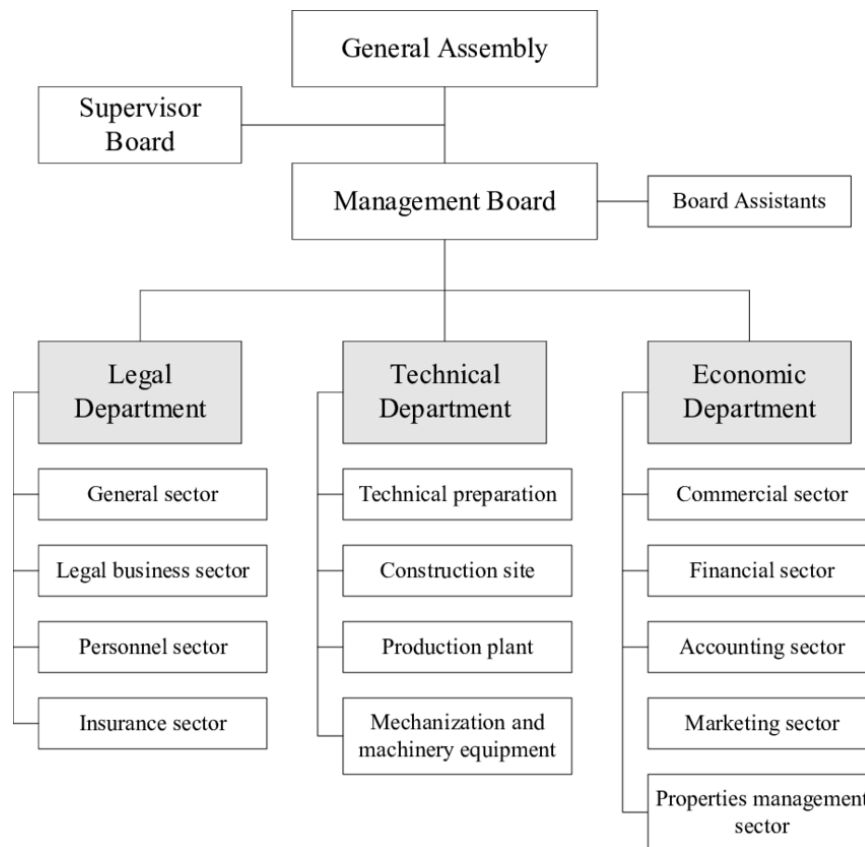 General Assembly
Supervisor
Board
Management Board
Board Assistants
Legal
Department
Technical
Department
Economic
Department
General sector
Legal business sector
Personnel sector
Insurance sector
Technical preparation
Construction site
Production plant
Mechanization and
machinery equipment
Commercial sector
Financial sector
Accounting sector
Marketing sector
Properties management
sector